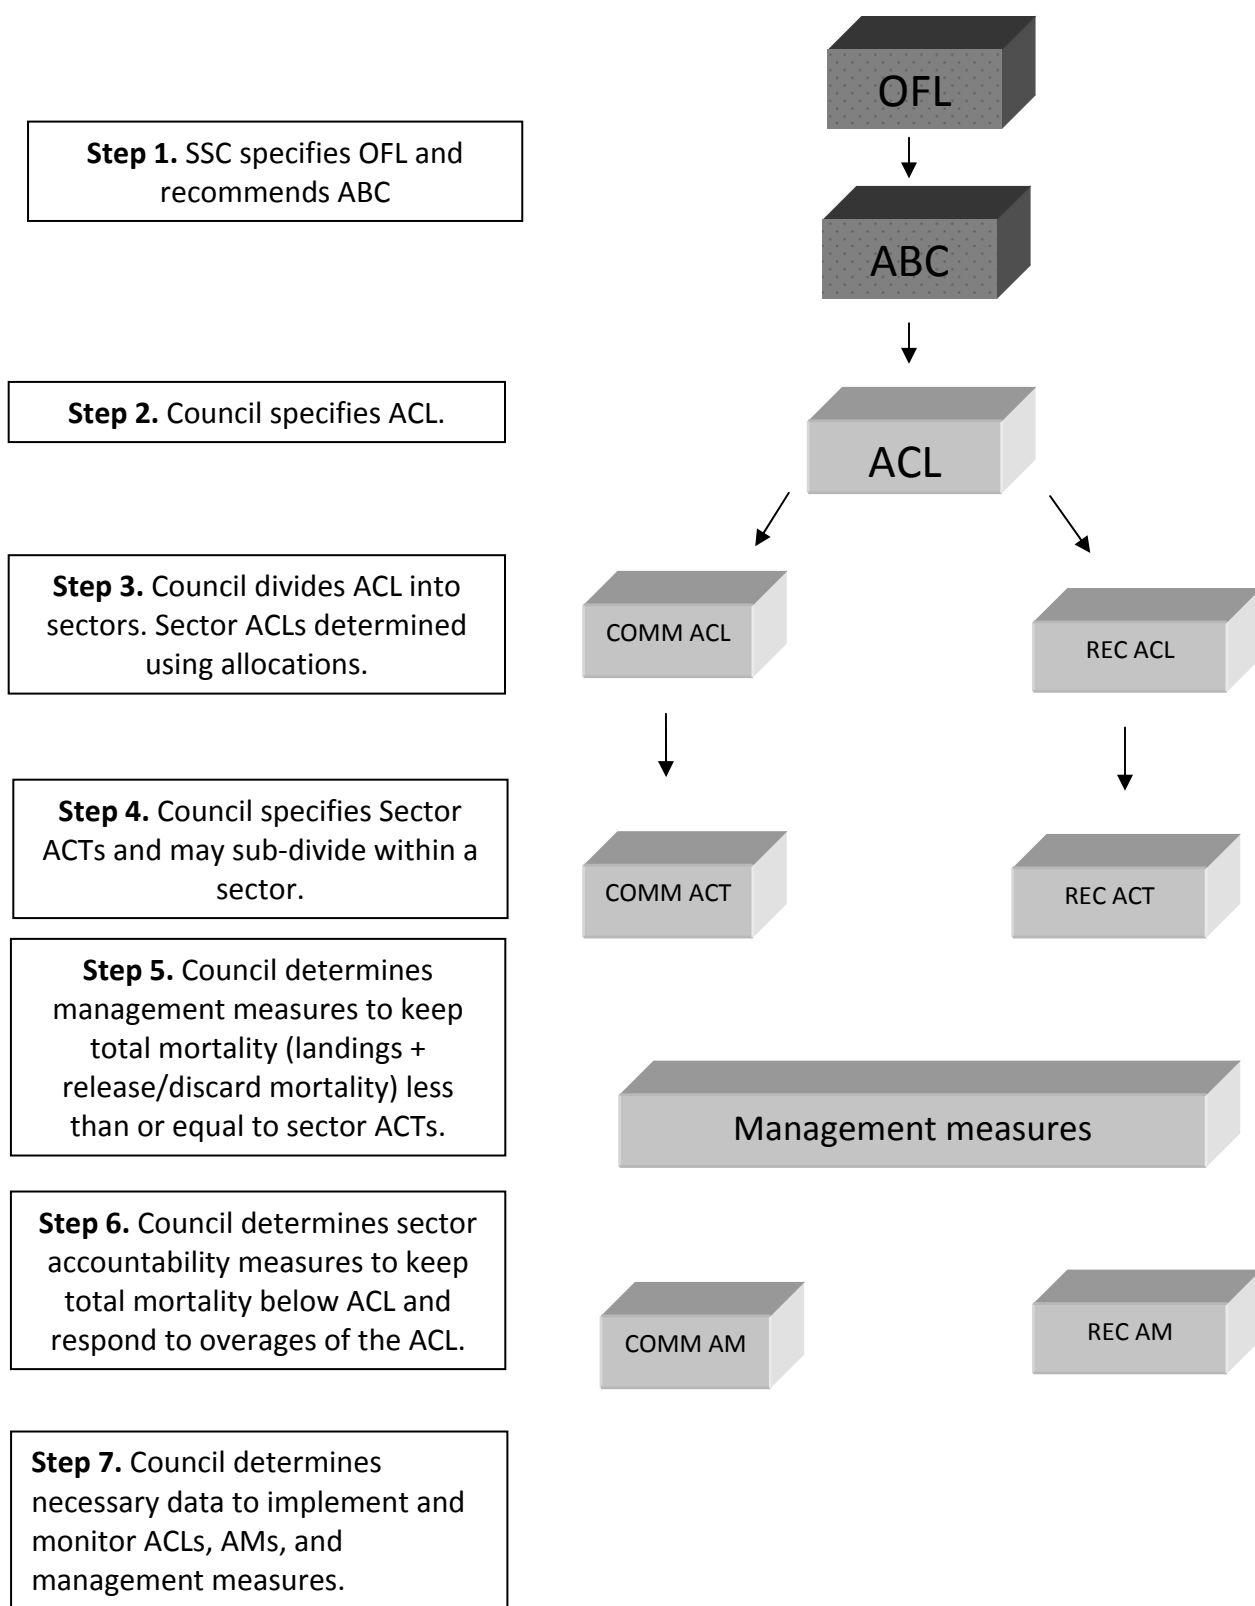 OFL
Step 1. SSC specifies OFL and
recommends ABC
ABC
Step 2. Council specifies ACL.
ACL
Step 3. Council divides ACL into
sectors. Sector ACLs determined
using allocations.
COMM ACL
REC ACL
Step 4. Council specifies Sector
ACTs and may sub-divide within a
sector.
COMM ACT
REC ACT
Step 5. Council determines
management measures to keep
total mortality (landings +
release/discard mortality) less
than or equal to sector ACTs.
Management measures
Step 6. Council determines sector
accountability measures to keep
total mortality below ACL and
respond to overages of the ACL.
COMM AM
REC AM
Step 7. Council determines
necessary data to implement and
monitor ACLs, AMs, and
management measures.